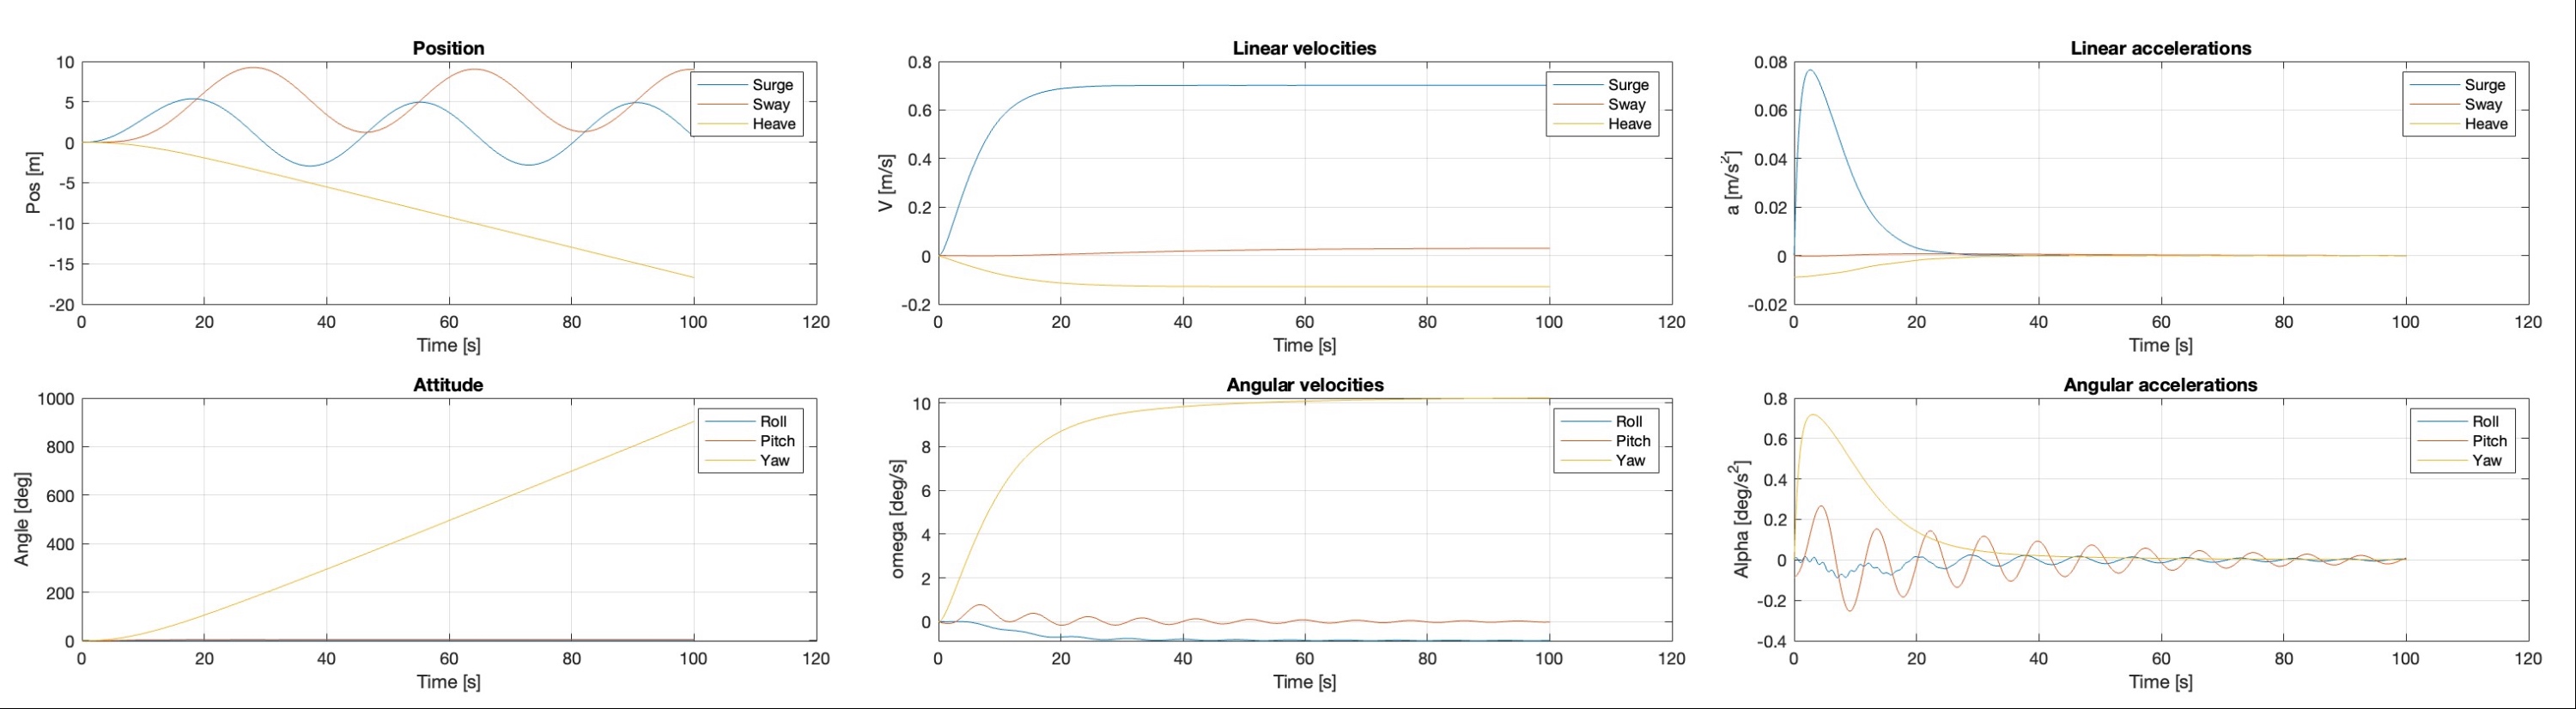 Position
10
5
0
-5
-10
-15
-20
Pos [m]
Surge
Sway
Heave
0 20 40 60 80 100 120
Time [s]
Linear velocities
0.8
0.6
0.4
0.2
0
-0.2
V [m/s]
Surge
Sway
Heave
0 20 40 60 80 100 120
Time [s]
Linear accelerations
0.08
0.06
0.04
0.02
0
-0.02
a [m/s²]
Surge
Sway
Heave
0 20 40 60 80 100 120
Time [s]
Attitude
1000
800
600
400
200
0
Angle [deg]
Roll
Pitch
Yaw
0 20 40 60 80 100 120
Time [s]
Angular velocities
10
8
6
4
2
0
omega [deg/s]
Roll
Pitch
Yaw
0 20 40 60 80 100 120
Time [s]
Angular accelerations
0.8
0.6
0.4
0.2
0
-0.2
-0.4
Alpha [deg/s²]
Roll
Pitch
Yaw
0 20 40 60 80 100 120
Time [s]